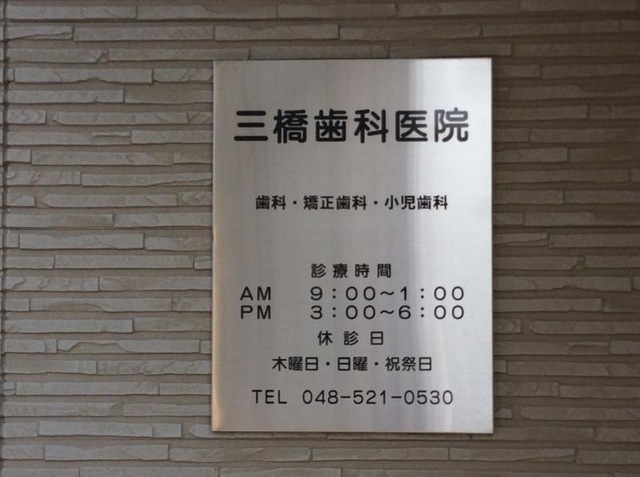 三橋歯科医院
歯科・矯正歯科・小児歯科
診療時間
AM 9:00〜1:00
PM 3:00〜6:00
休診日
木曜日・日曜・祝祭日
TEL 048-521-0530